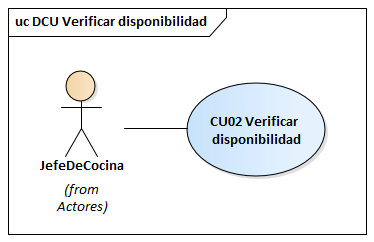 uc DCU Verificar disponibilidad
CU02 Verificar
disponibilidad
JefeDeCocina
(from
Actores)